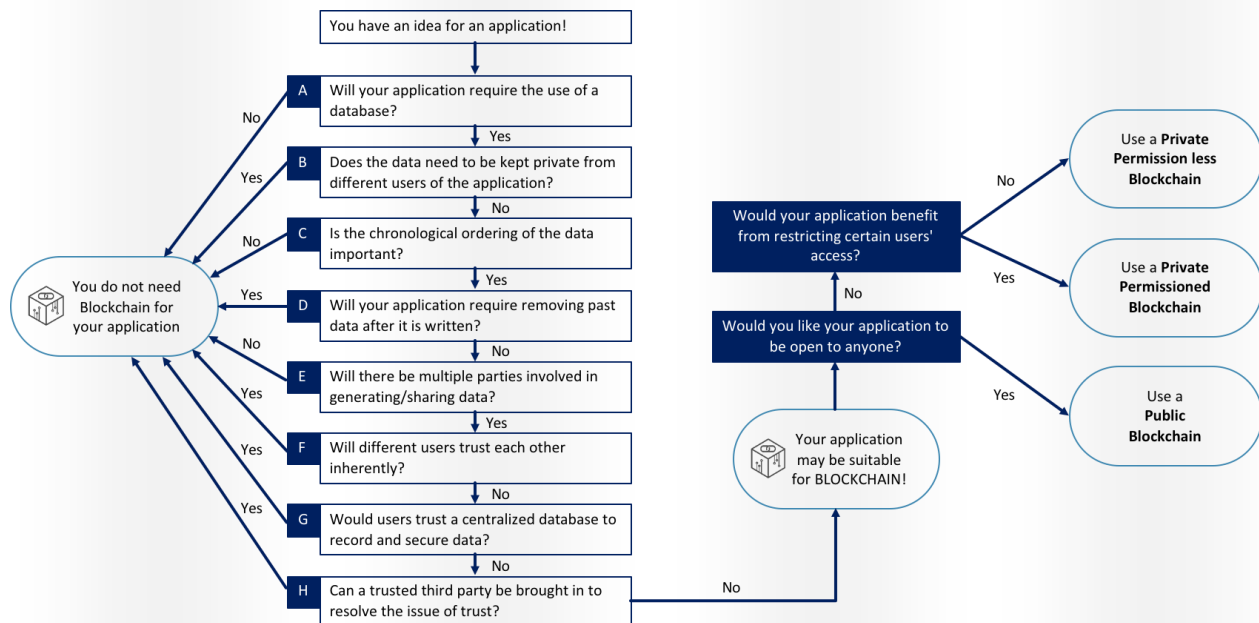 You have an idea for an application!
A
Will your application require the use of a
database?
No
Yes
B
Does the data need to be kept private from
different users of the application?
Yes
No
C
Is the chronological ordering of the data
important?
No
Yes
D
Will your application require removing past
data after it is written?
Yes
No
E
Will there be multiple parties involved in
generating/sharing data?
No
Yes
F
Will different users trust each other
inherently?
Yes
No
G
Would users trust a centralized database to
record and secure data?
Yes
No
H
Can a trusted third party be brought in to
resolve the issue of trust?
Yes
No
You do not need
Blockchain for
your application
Your application
may be suitable
for BLOCKCHAIN!
Would you like your application to
be open to anyone?
No
Yes
Would your application benefit
from restricting certain users'
access?
No
Yes
Use a Private
Permission less
Blockchain
Use a Private
Permissioned
Blockchain
Use a
Public
Blockchain